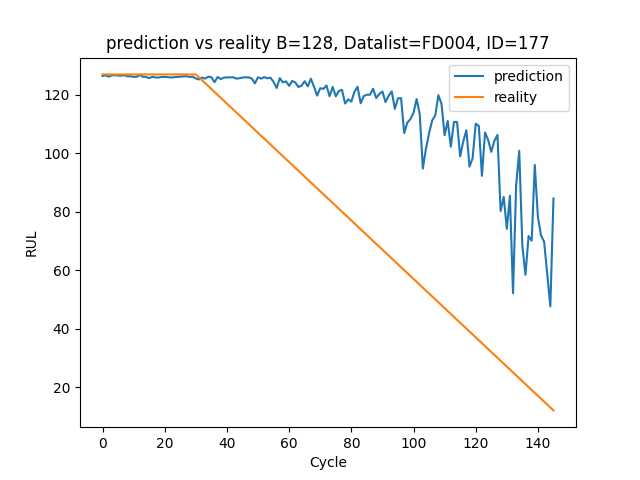 prediction vs reality B=128, Datalist=FD004, ID=177
prediction
reality
120
100
80
60
40
20
RUL
0 20 40 60 80 100 120 140
Cycle